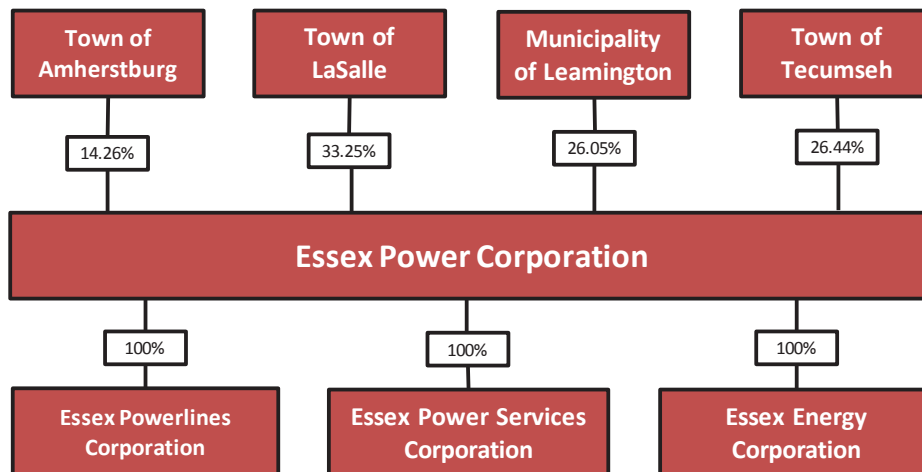 Town of
Amherstburg
Town of
LaSalle
Municipality
of Leamington
Town of
Tecumseh
14.26%
33.25%
26.05%
26.44%
Essex Power Corporation
100%
100%
100%
Essex Powerlines
Corporation
Essex Power Services
Corporation
Essex Energy
Corporation